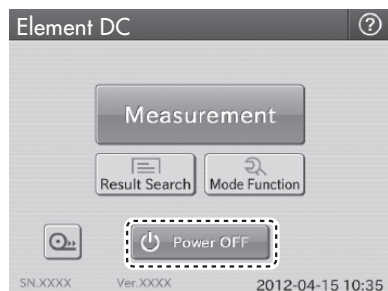 Element DC ?
Measurement
Result Search Mode Function
Power OFF
SN.XXXX Ver.XXXX 2012-04-15 10:35